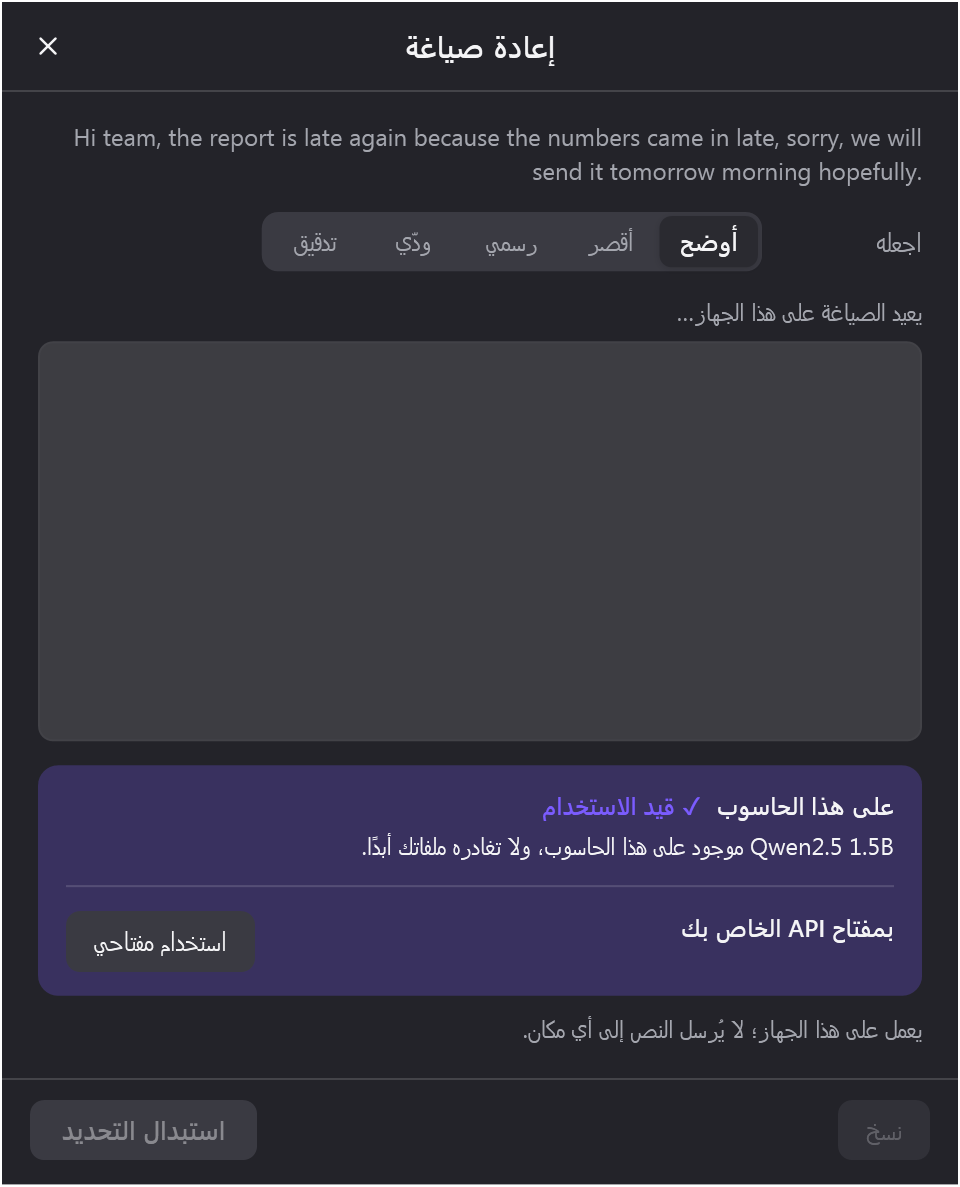 إعادة صياغة
Hi team, the report is late again because the numbers came in late, sorry, we will
send it tomorrow morning hopefully.
اجعله
أوضح
أقصر
رسمي
ودّي
تدقيق
يعيد الصياغة على هذا الجهاز...
على هذا الحاسوب ✓ قيد الاستخدام
Qwen2.5 1.5B موجود على هذا الحاسوب، ولا تغادره ملفاتك أبدًا.
بمفتاح API الخاص بك
استخدام مفتاحي
يعمل على هذا الجهاز؛ لا يُرسل النص إلى أي مكان.
نسخ
استبدال التحديد